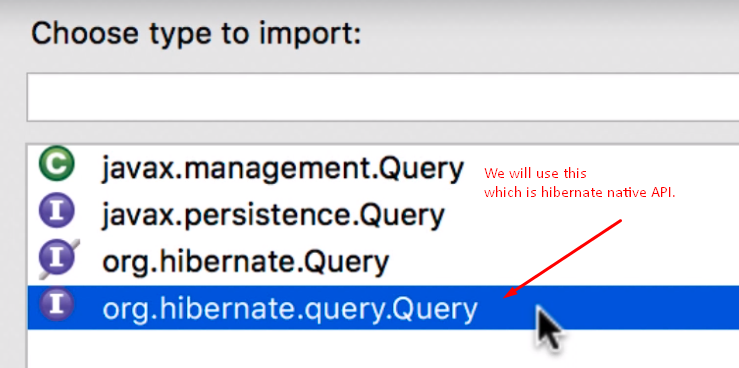 Choose type to import:
C javax.management.Query
I javax.persistence.Query
I org.hibernate.Query
I org.hibernate.query.Query
We will use this
which is hibernate native API.